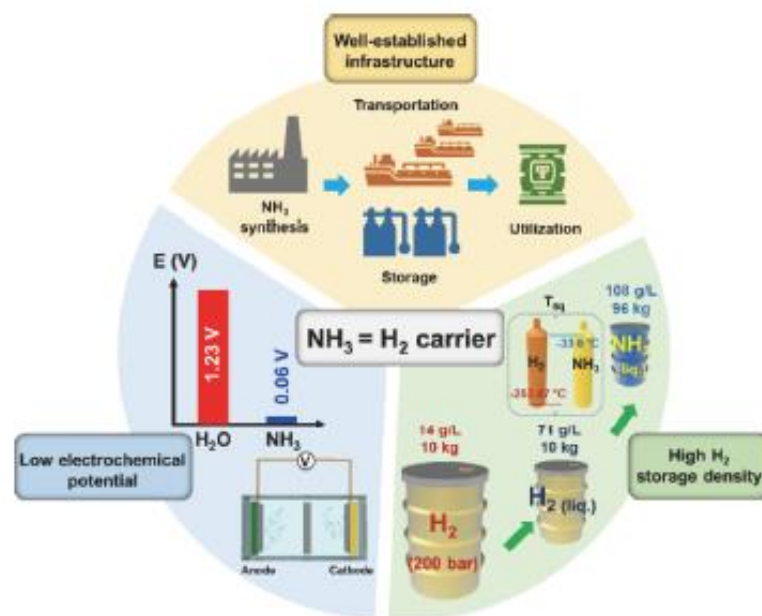 Well-established
infrastructure
Transportation
NH₃
synthesis
Storage
Utilization
E (V)
1.23 V
0.06 V
H₂O
NH₃
Low electrochemical
potential
V
Anode
Cathode
NH₃ = H₂ carrier
108 g/L
96 kg
NH₃
(liq.)
H₂
NH₃
14 g/L
10 kg
H₂
(200 bar)
71 g/L
10 kg
H₂ (liq.)
High H₂
storage density